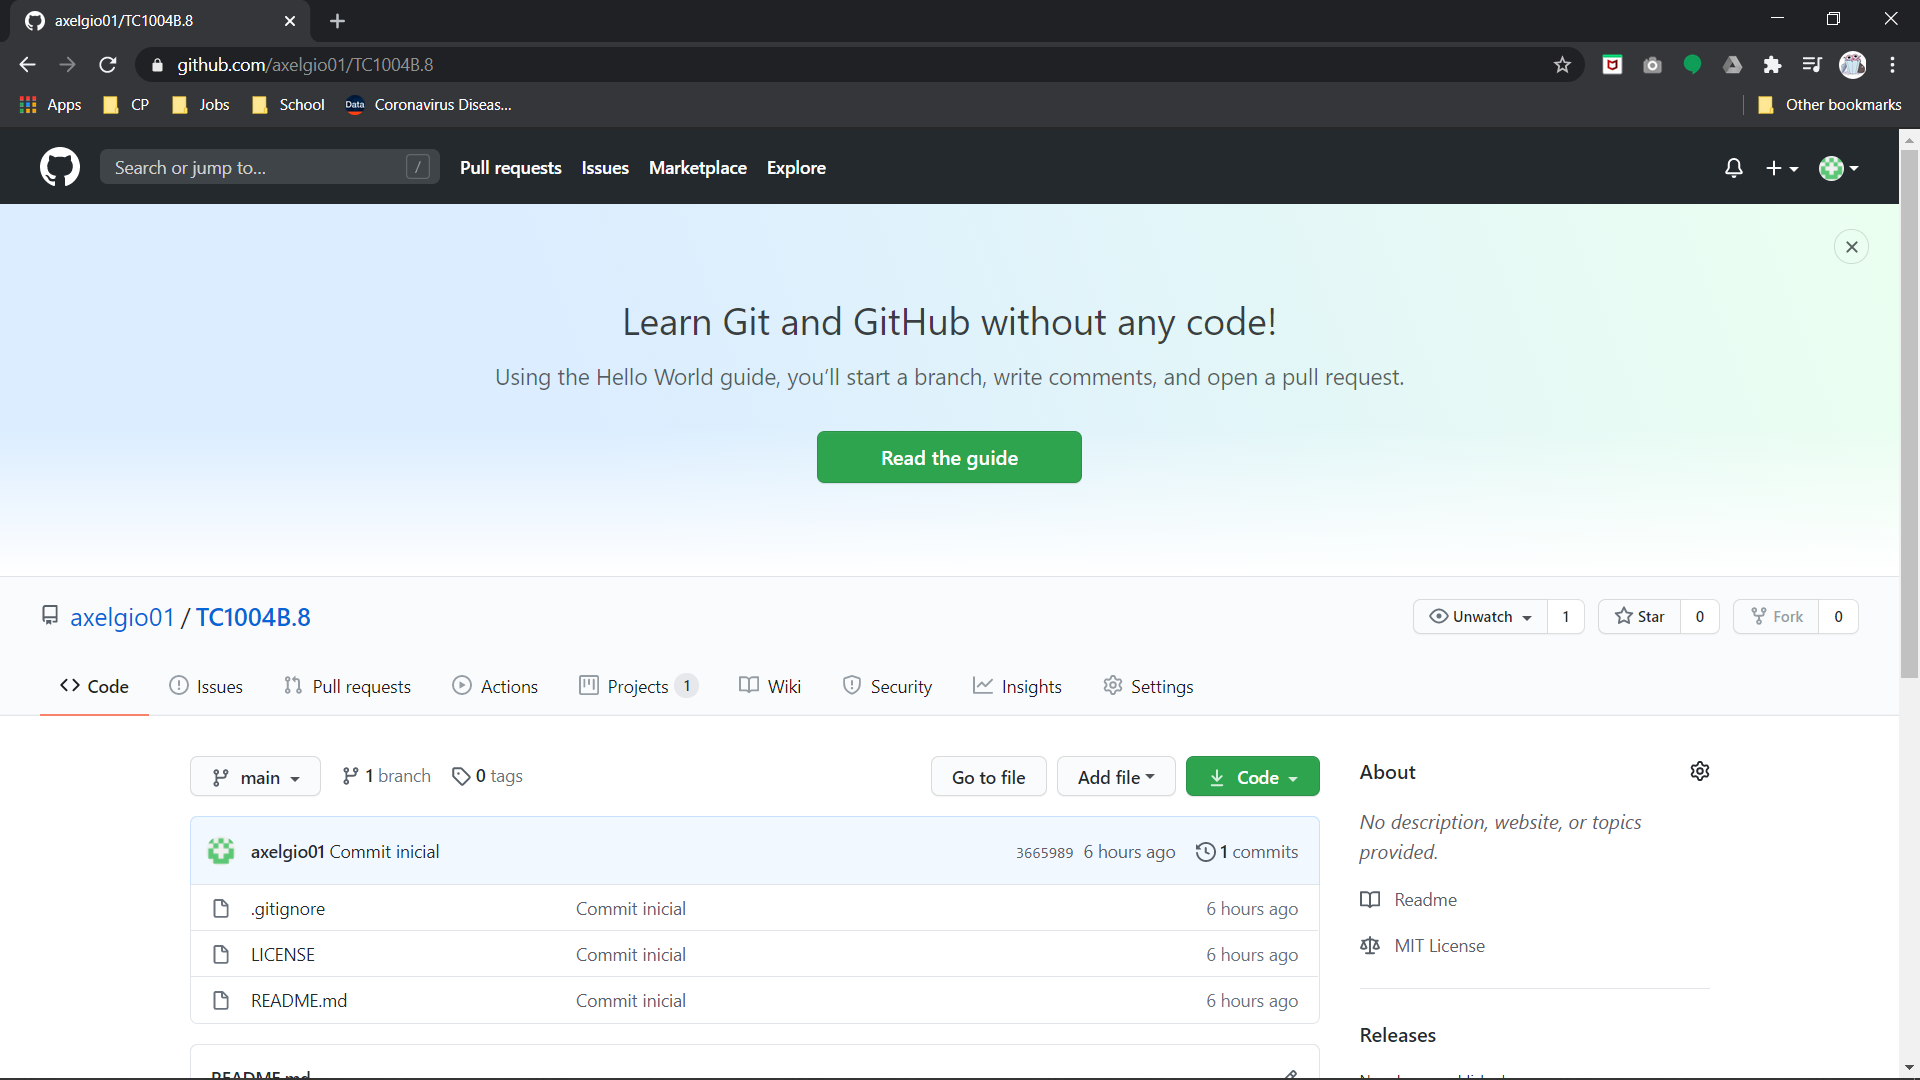 axelgio01/TC1004B.8
github.com/axelgio01/TC1004B.8
Apps CP Jobs School Data Coronavirus Diseas... Other bookmarks
Search or jump to... / Pull requests Issues Marketplace Explore
Learn Git and GitHub without any code!
Using the Hello World guide, you’ll start a branch, write comments, and open a pull request.
Read the guide
axelgio01 / TC1004B.8 Unwatch 1 Star 0 Fork 0
Code Issues Pull requests Actions Projects 1 Wiki Security Insights Settings
main 1 branch 0 tags Go to file Add file Code
About
No description, website, or topics
provided.
Readme
MIT License
Releases
axelgio01 Commit inicial 3665989 6 hours ago 1 commits
.gitignore Commit inicial 6 hours ago
LICENSE Commit inicial 6 hours ago
README.md Commit inicial 6 hours ago
README.md